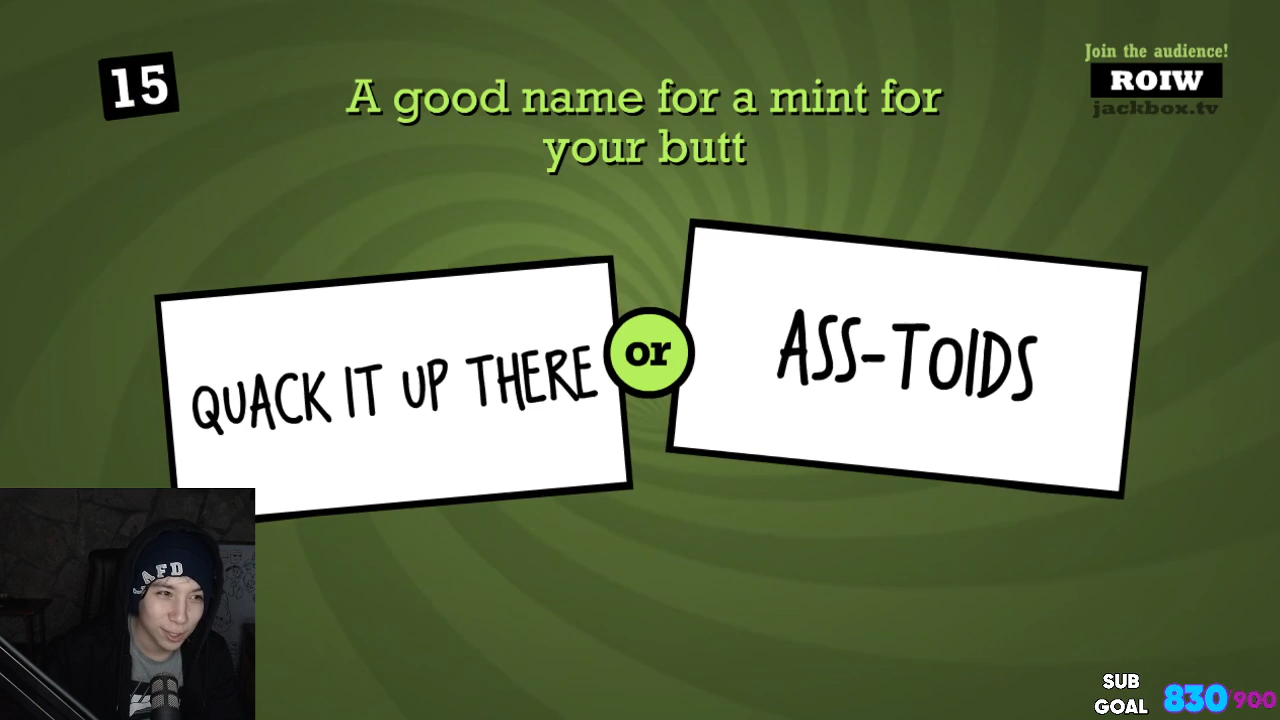 15
A good name for a mint for
your butt
Join the audience!
ROIW
jackbox.tv
QUACK IT UP THERE
or
ASS-TOIDS
LAFD
SUB
GOAL
830/900